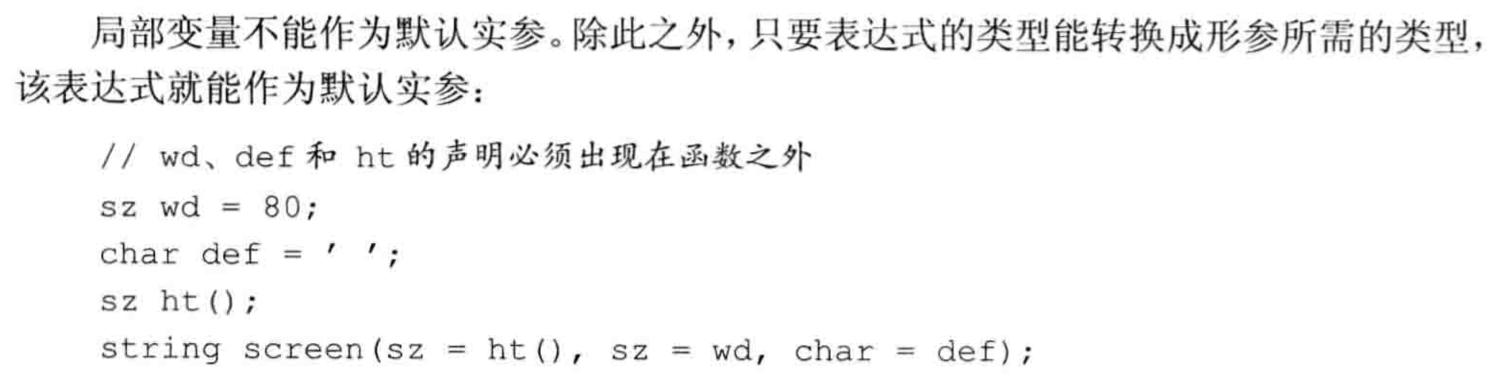 局部变量不能作为默认实参。除此之外，只要表达式的类型能转换成形参所需的类型，
该表达式就能作为默认实参：
// wd、def 和 ht 的声明必须出现在函数之外
sz wd = 80;
char def = ' ';
sz ht();
string screen(sz = ht(), sz = wd, char = def);